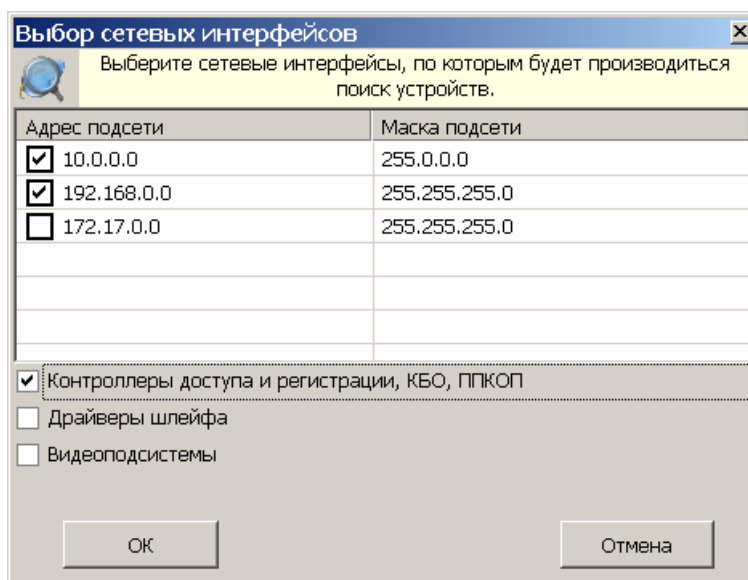 Выбор сетевых интерфейсов
Выберите сетевые интерфейсы, по которым будет производиться
поиск устройств.
Адрес подсети Маска подсети
10.0.0.0 255.0.0.0
192.168.0.0 255.255.255.0
172.17.0.0 255.255.255.0
Контроллеры доступа и регистрации, КБО, ППКОП
Драйверы шлейфа
Видеоподсистемы
ОК Отмена